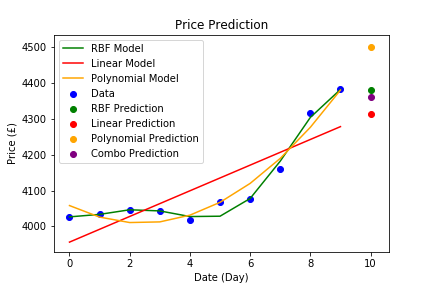 Price Prediction
RBF Model
Linear Model
Polynomial Model
Data
RBF Prediction
Linear Prediction
Polynomial Prediction
Combo Prediction
Price (£)
4500
4400
4300
4200
4100
4000
0 2 4 6 8 10
Date (Day)